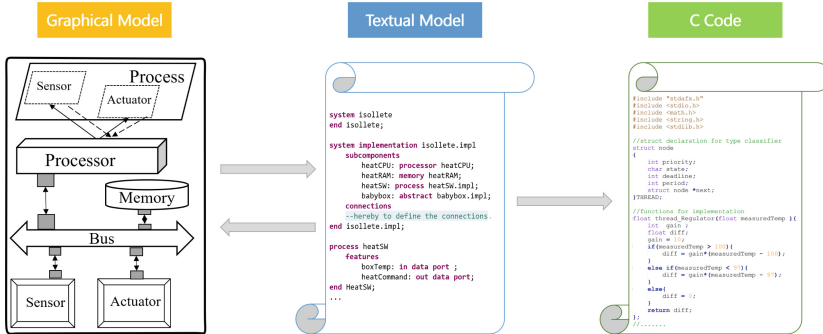 Graphical Model
Textual Model
C Code
Process
Sensor
Actuator
Processor
Memory
Bus
Sensor
Actuator
system isollete
end isollete;
system implementation isollete.impl
subcomponents
heatCPU: processor heatCPU;
heatRAM: memory heatRAM;
heatSW: process heatSW.impl;
babybox: abstract babybox.impl;
connections
--hereby to define the connections.
end isollete.impl;
process heatSW
features
boxTemp: in data port ;
heatCommand: out data port;
end HeatSW;
...
#include "stdafx.h"
#include <stdio.h>
#include <math.h>
#include <string.h>
#include <stdlib.h>
//struct declaration for type classifier
struct node
{
int priority;
char state;
int deadline;
int period;
struct node *next;
}THREAD;
//functions for implementation
float thread_Regulator(float measuredTemp ){
int gain ;
float diff;
gain = 10;
if(measuredTemp > 100){
diff = gain*(measuredTemp - 100);
}
else if(measuredTemp < 97){
diff = gain*(measuredTemp - 97);
}
else{
diff = 0;
}
return diff;
};
//.......